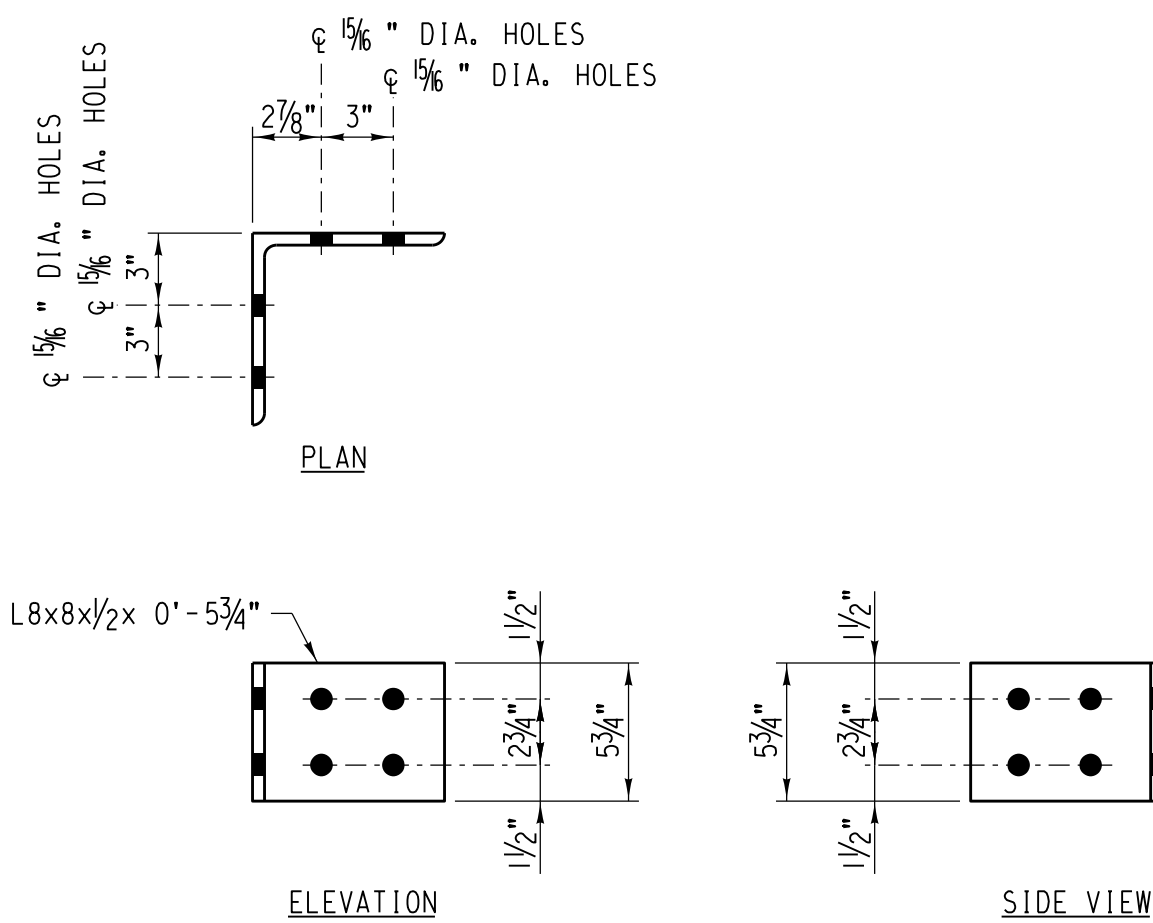 ℄ 15/16 " DIA. HOLES
℄ 15/16 " DIA. HOLES
2 7/8" 3"
℄ 15/16 " DIA. HOLES
℄ 15/16 " DIA. HOLES
3"
3"
PLAN
L8x8x1/2x 0'-5 3/4"
1 1/2"
2 3/4"
5 3/4"
1 1/2"
ELEVATION
1 1/2"
5 3/4"
2 3/4"
1 1/2"
SIDE VIEW